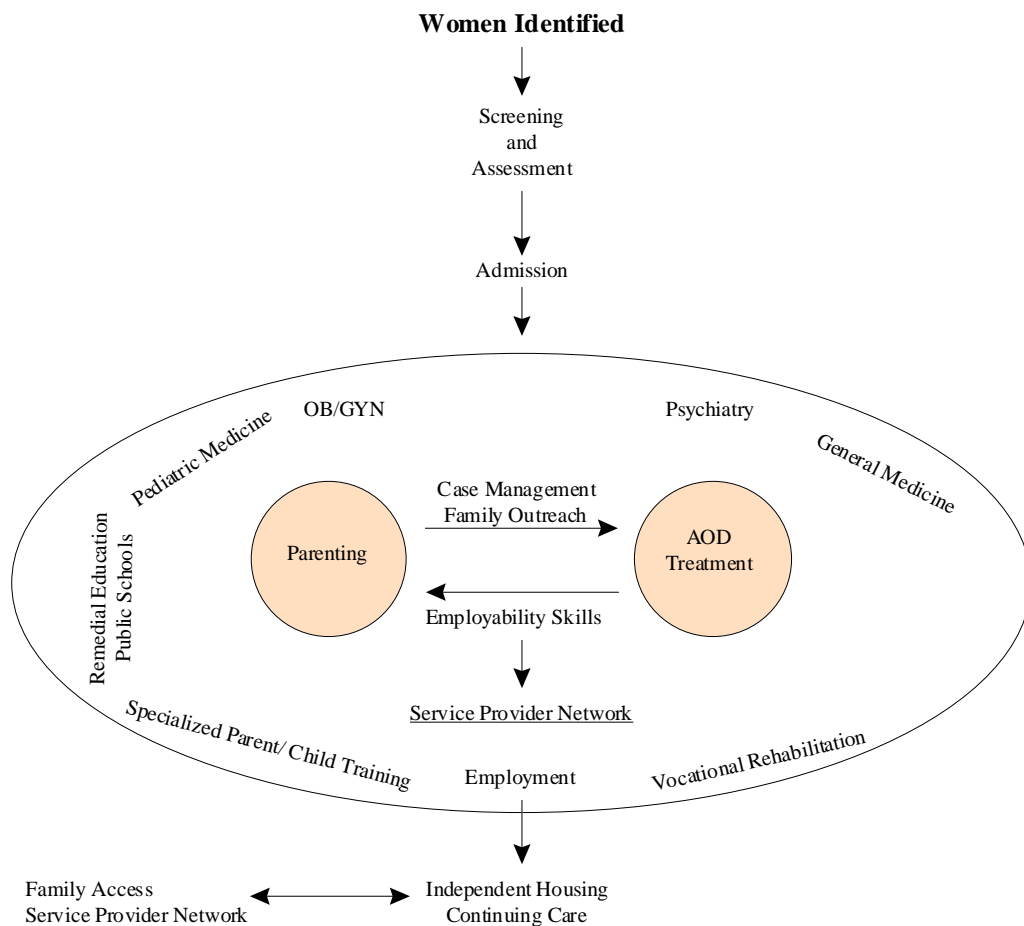 Women Identified
Screening
and
Assessment
Admission
OB/GYN
Psychiatry
Pediatric Medicine
General Medicine
Case Management
Family Outreach
Parenting
AOD
Treatment
Remedial Education
Public Schools
Employability Skills
Service Provider Network
Specialized Parent/ Child Training
Employment
Vocational Rehabilitation
Family Access
Service Provider Network
Independent Housing
Continuing Care